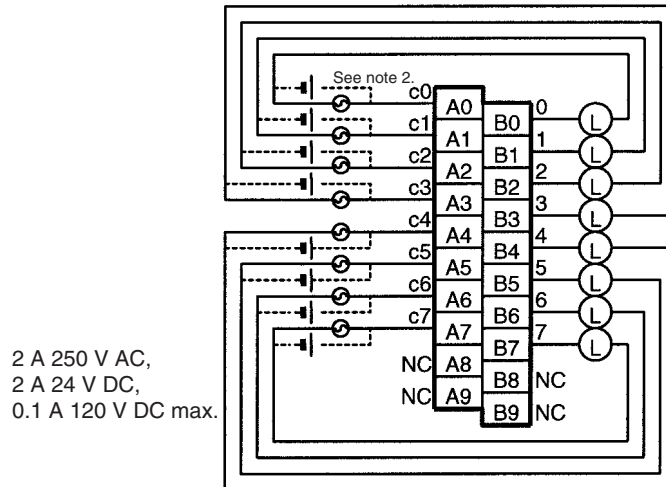 See note 2.
c0 A0 0
B0 L
c1 A1 1
B1 L
c2 A2 2
B2 L
c3 A3 3
B3 L
c4 A4 4
B4 L
c5 A5 5
B5 L
c6 A6 6
B6 L
c7 A7 7
B7 L
NC A8
B8 NC
NC A9
B9 NC
2 A 250 V AC,
2 A 24 V DC,
0.1 A 120 V DC max.